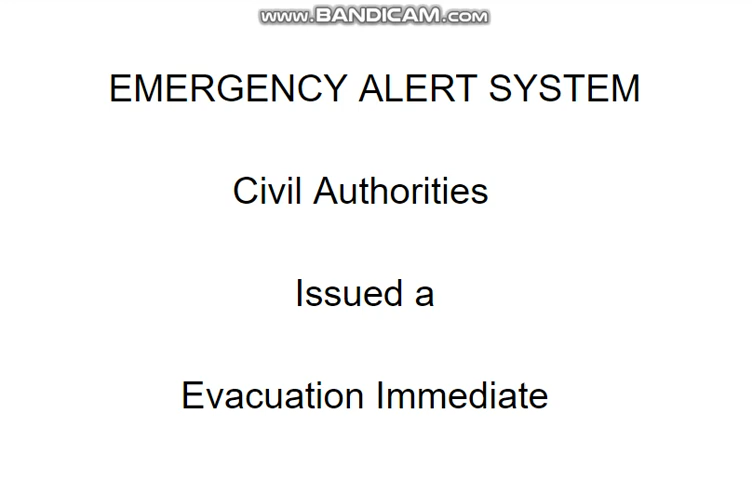 www.BANDICAM.com
EMERGENCY ALERT SYSTEM
Civil Authorities
Issued a
Evacuation Immediate